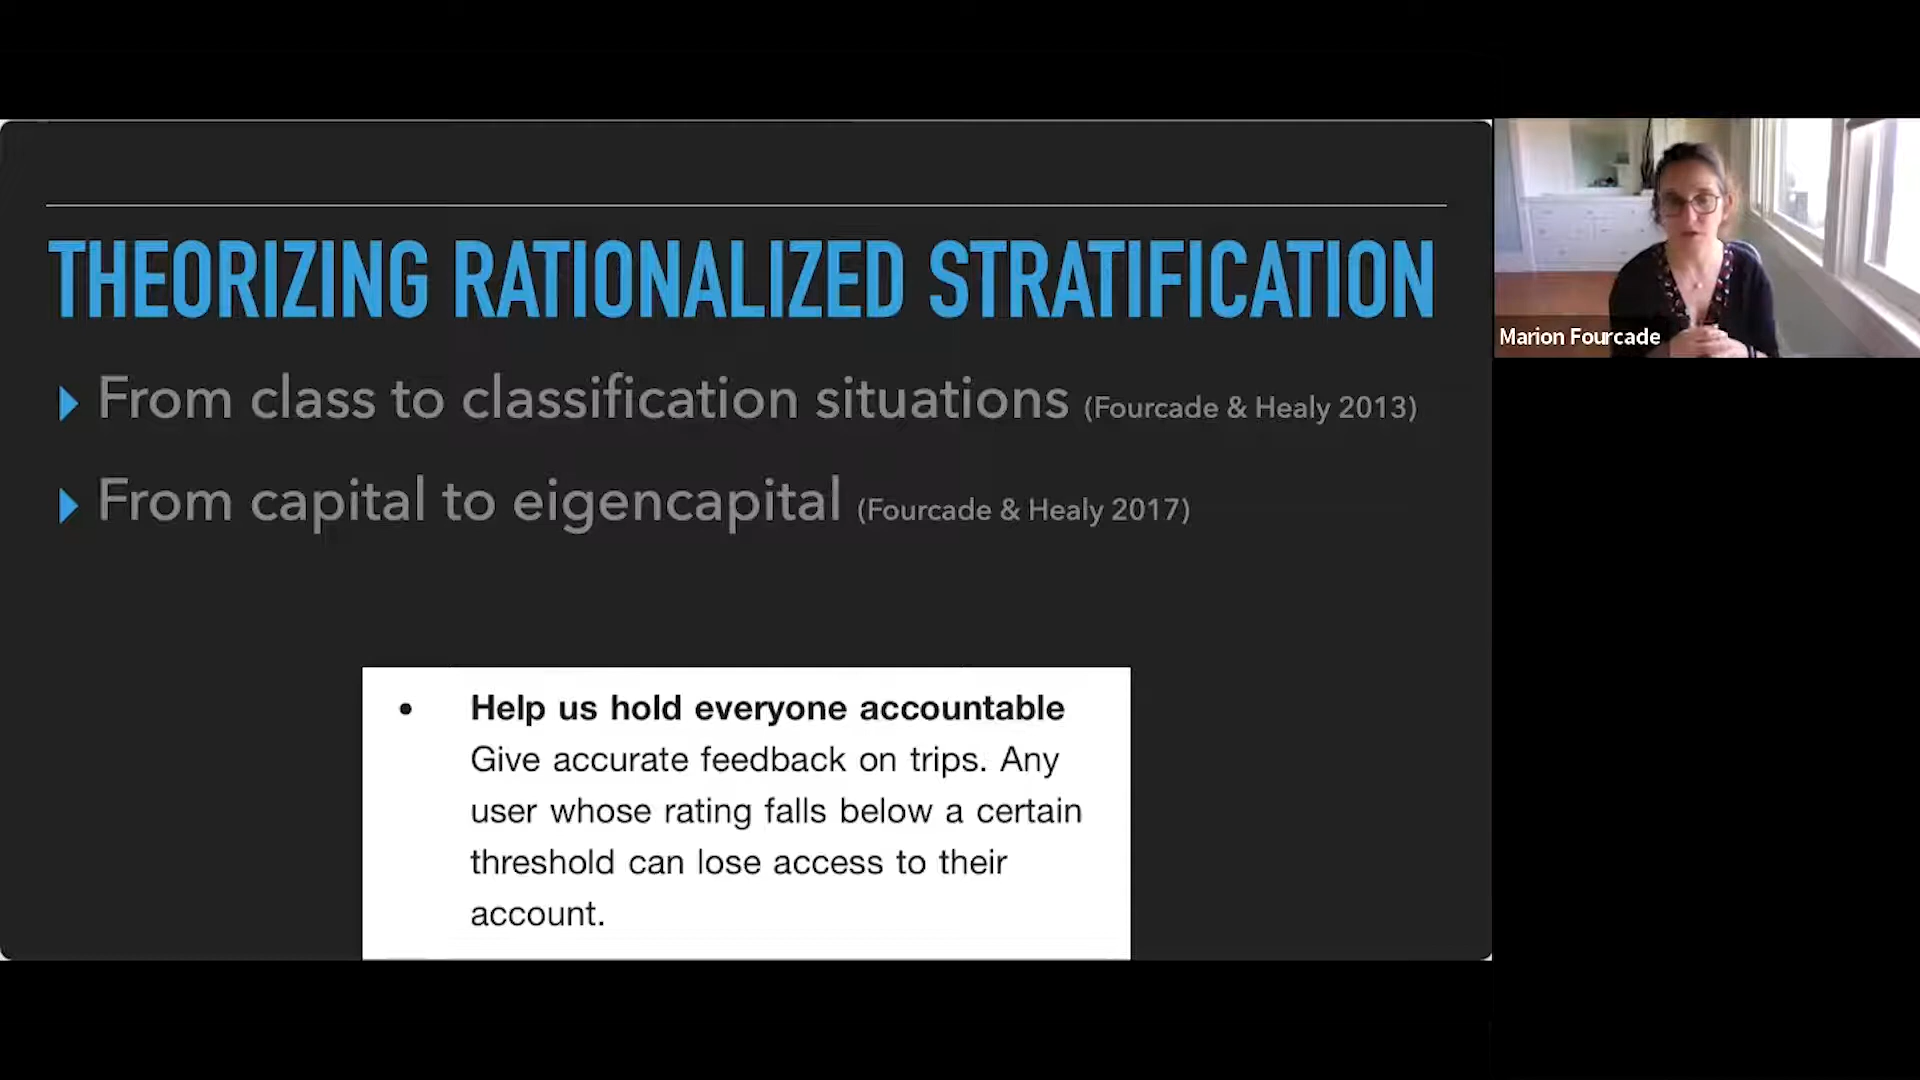 THEORIZING RATIONALIZED STRATIFICATION
From class to classification situations (Fourcade & Healy 2013)
From capital to eigencapital (Fourcade & Healy 2017)
• Help us hold everyone accountable
Give accurate feedback on trips. Any
user whose rating falls below a certain
threshold can lose access to their
account.
Marion Fourcade